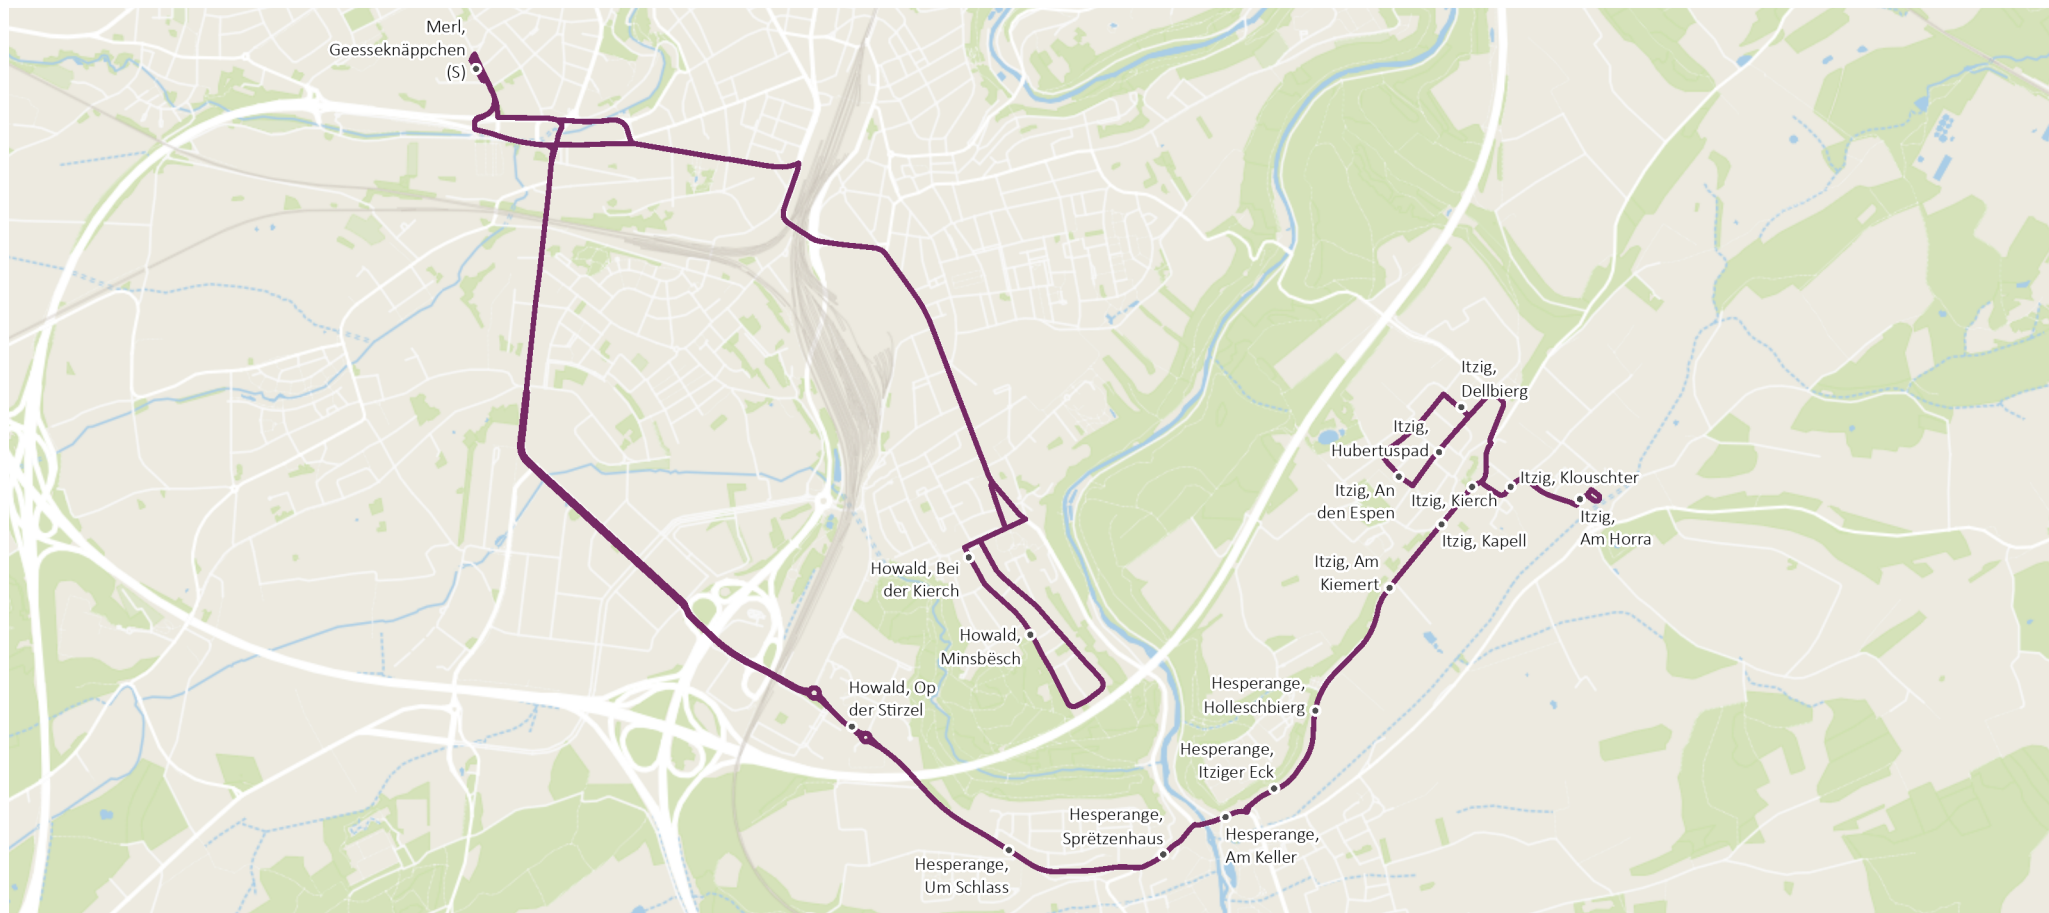 Merl,
Geesseknäppchen
(S)
Itzig,
Dellbierg
Itzig,
Hubertuspad
Itzig, An
den Espen
Itzig, Kierch
Itzig, Klouschter
Itzig,
Am Horra
Itzig, Kapell
Itzig, Am
Kiemert
Howald, Bei
der Kierch
Howald,
Minsbësch
Howald, Op
der Stirzel
Hesperange,
Holleschbierg
Hesperange,
Itziger Eck
Hesperange,
Sprëtzenhaus
Hesperange,
Am Keller
Hesperange,
Um Schlass